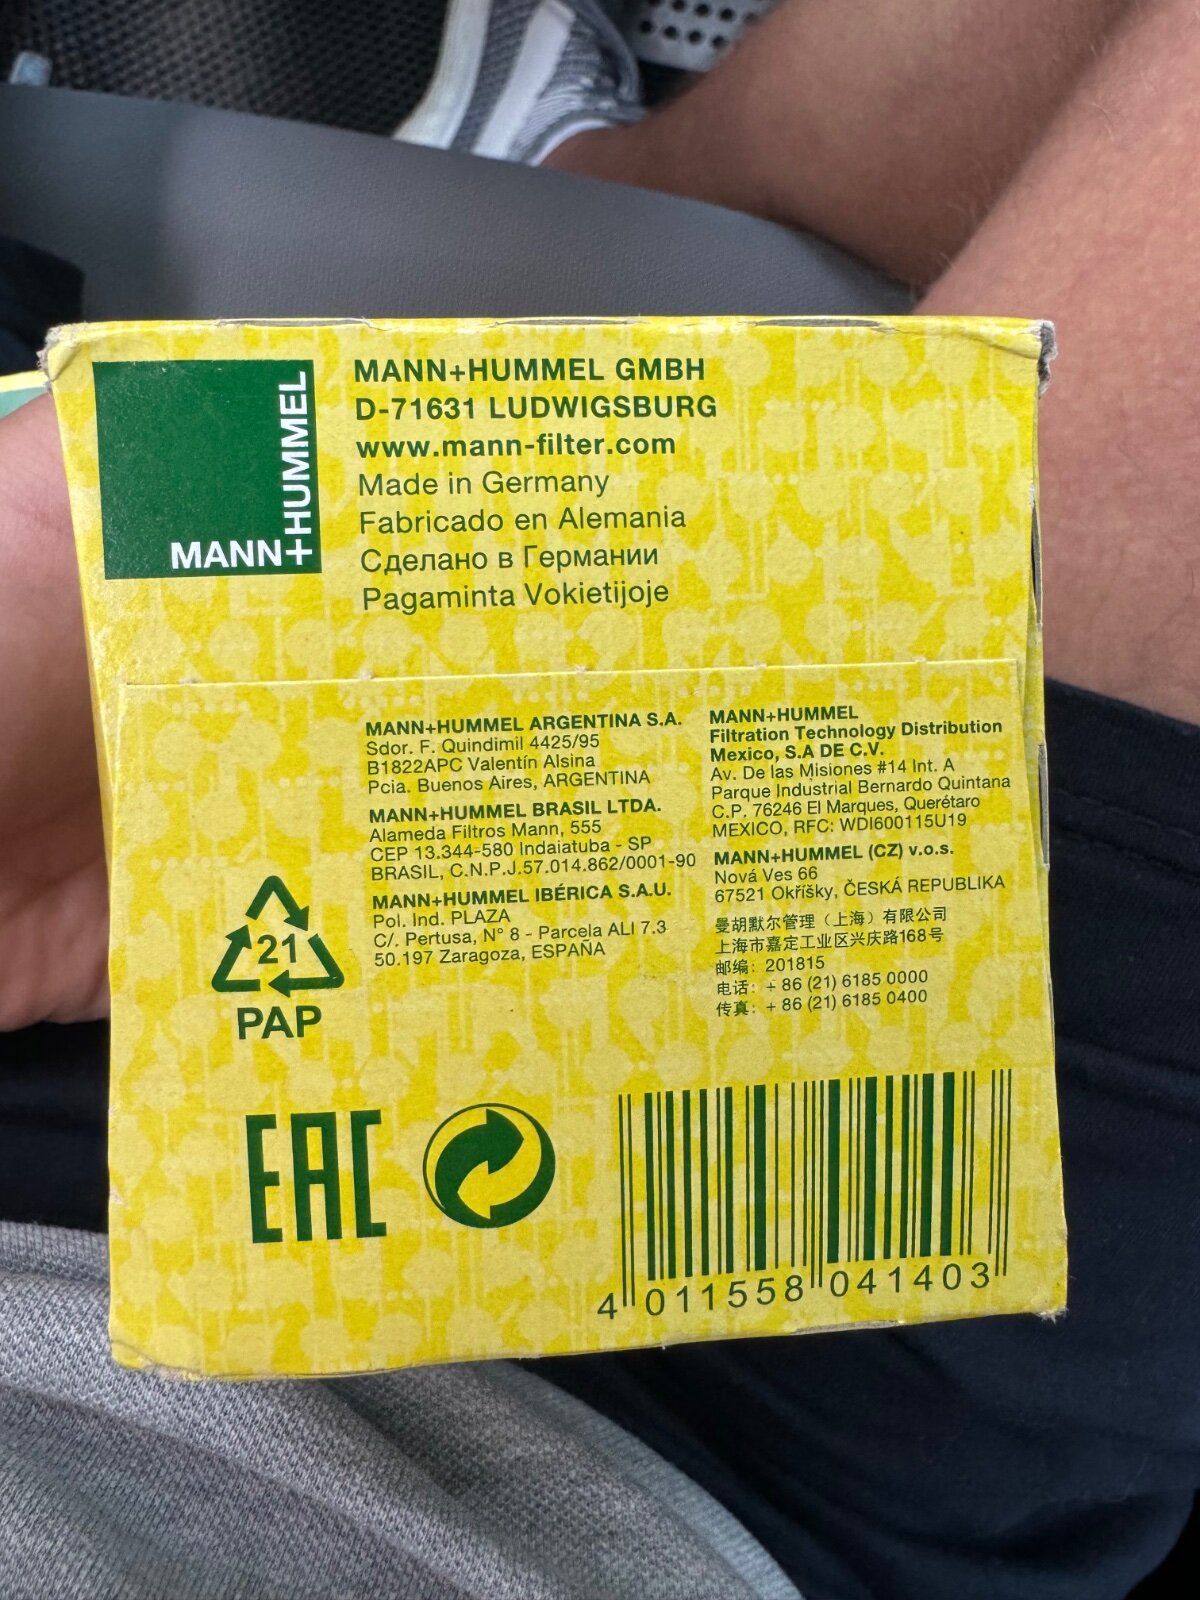 MANN+HUMMEL
MANN+HUMMEL GMBH
D-71631 LUDWIGSBURG
www.mann-filter.com
Made in Germany
Fabricado en Alemania
Сделано в Германии
Pagaminta Vokietijoje
MANN+HUMMEL ARGENTINA S.A.
Sdor. F. Quindimil 4425/95
B1822APC Valentín Alsina
Pcia. Buenos Aires, ARGENTINA
MANN+HUMMEL BRASIL LTDA.
Alameda Filtros Mann, 555
CEP 13.344-580 Indaiatuba - SP
BRASIL, C.N.P.J.57.014.862/0001-90
MANN+HUMMEL IBÉRICA S.A.U.
Pol. Ind. PLAZA
C/. Pertusa, N° 8 - Parcela ALI 7.3
50.197 Zaragoza, ESPAÑA
MANN+HUMMEL
Filtration Technology Distribution
Mexico, S.A DE C.V.
Av. De las Misiones #14 Int. A
Parque Industrial Bernardo Quintana
C.P. 76246 El Marques, Querétaro
MEXICO, RFC: WDI600115U19
MANN+HUMMEL (CZ) v.o.s.
Nová Ves 66
67521 Okříšky, ČESKÁ REPUBLIKA
曼胡默尔管理（上海）有限公司
上海市嘉定工业区兴庆路168号
邮编: 201815
电话: + 86 (21) 6185 0000
传真: + 86 (21) 6185 0400
21
PAP
EAC
4 011558 041403